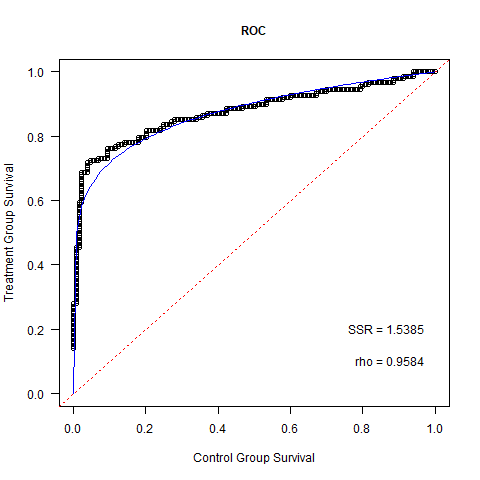 ROC
1.0
0.8
0.6
0.4
0.2
0.0
Treatment Group Survival
SSR = 1.5385
rho = 0.9584
0.0 0.2 0.4 0.6 0.8 1.0
Control Group Survival